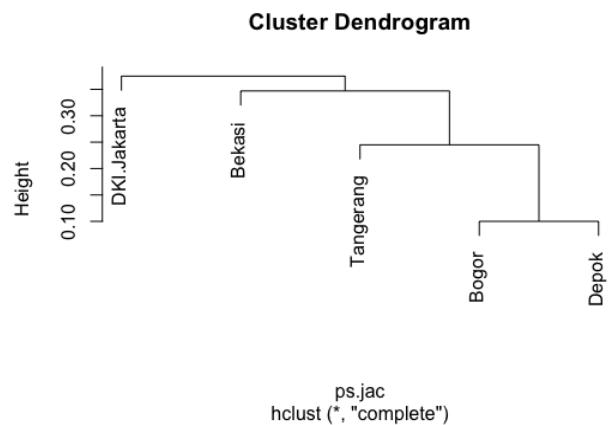 Cluster Dendrogram
Height
0.10 0.20 0.30
DKI.Jakarta
Bekasi
Tangerang
Bogor
Depok
ps.jac
hclust (*, "complete")